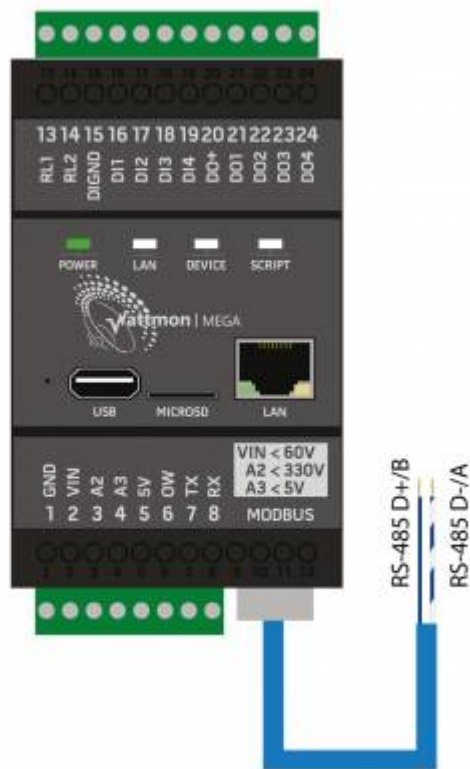 13 14 15 16 17 18 19 20 21 22 23 24
RL1 RL2 DIGND DI1 DI2 DI3 DI4 DO+ DO1 DO2 DO3 DO4
POWER LAN DEVICE SCRIPT
Wattmon | MEGA
USB MICROSD LAN
VIN < 60V
A2 < 330V
A3 < 5V
GND VIN A2 A3 5V OW TX RX
1 2 3 4 5 6 7 8 MODBUS
RS-485 D+/B
RS-485 D-/A